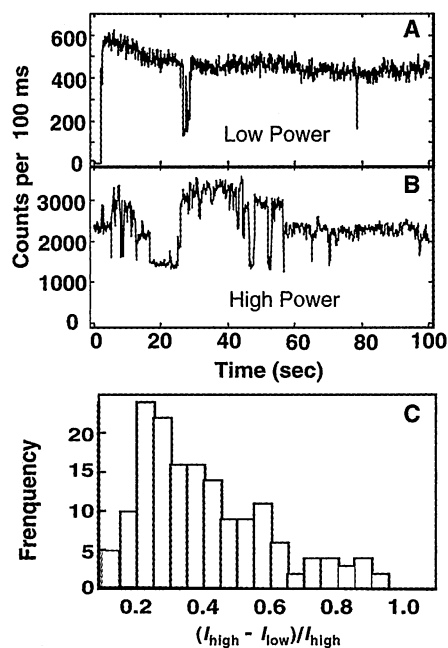 A
600
400
200
0
Low Power
Counts per 100 ms
B
3000
2000
1000
0
High Power
0 20 40 60 80 100
Time (sec)
C
20
15
10
5
0
Frenquency
0.2 0.4 0.6 0.8 1.0
(Ihigh - Ilow)/Ihigh